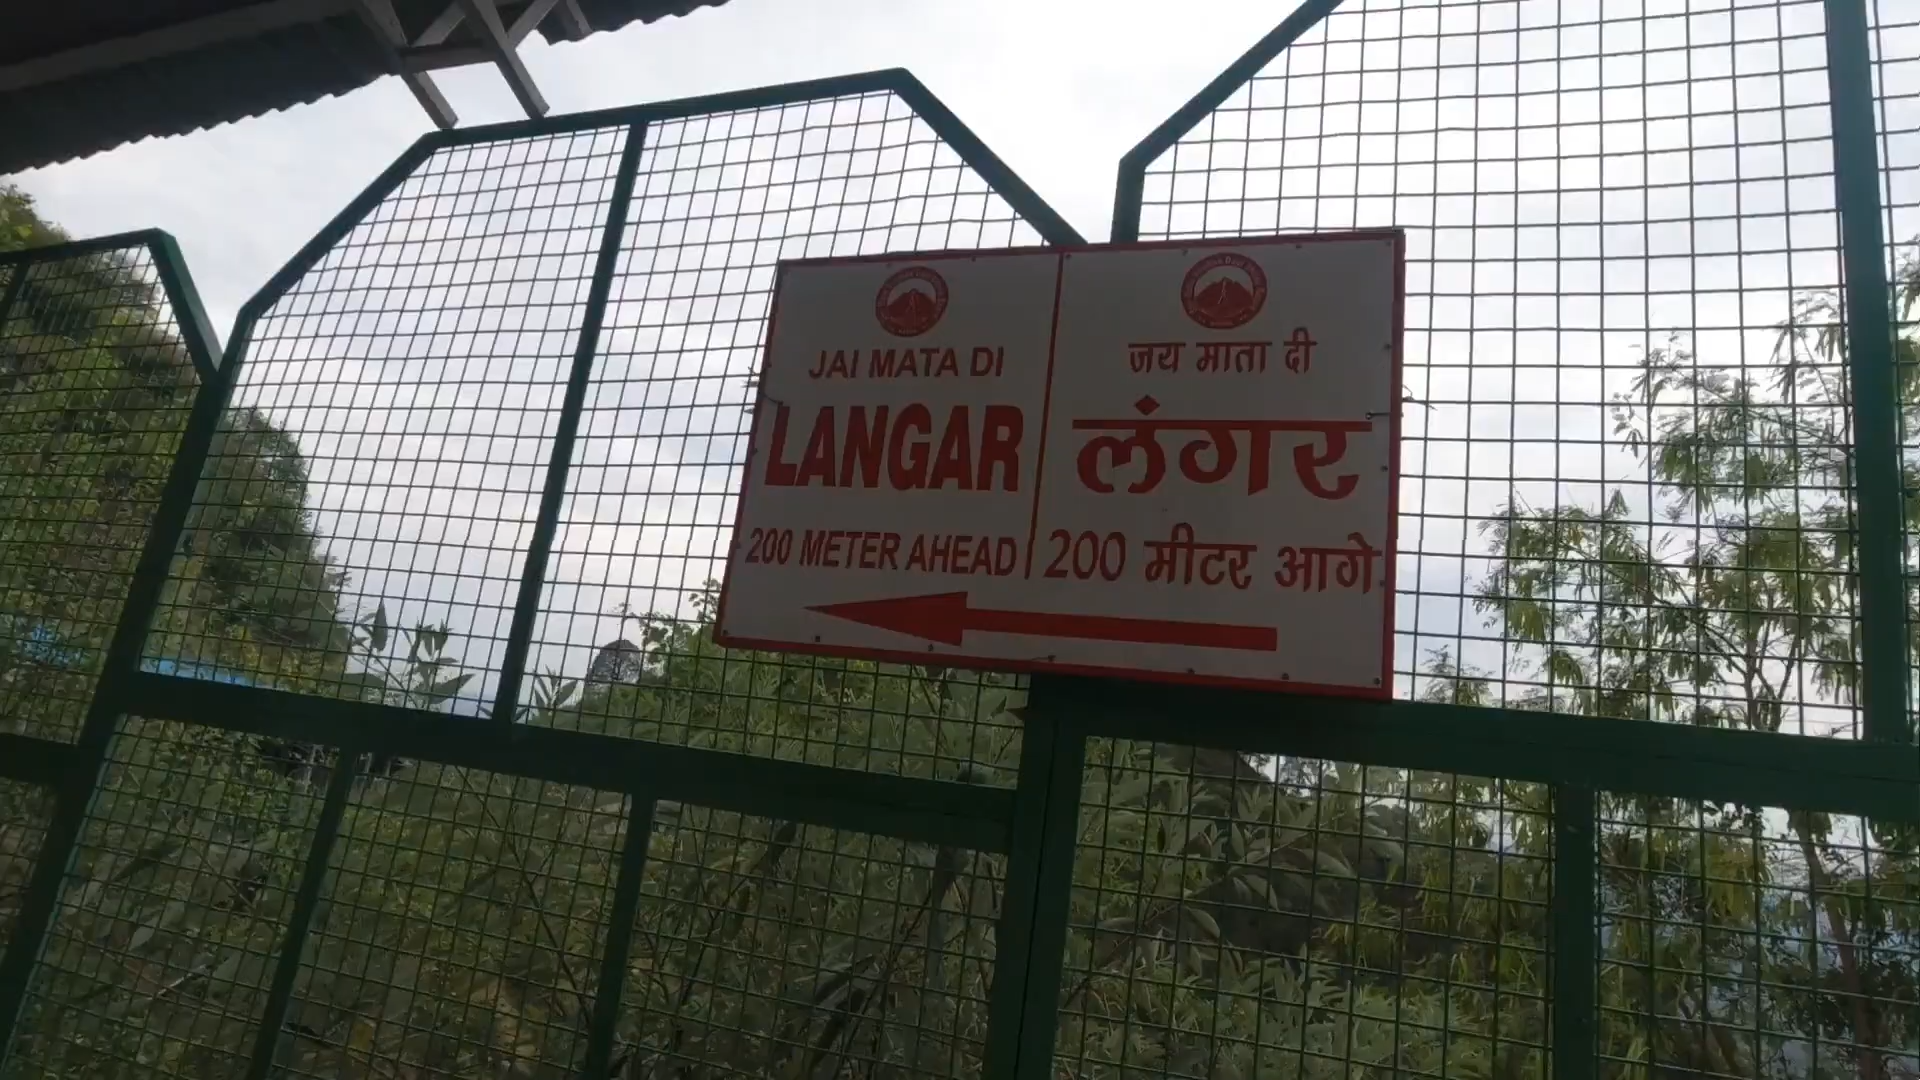 JAI MATA DI
LANGAR
200 METER AHEAD
जय माता दी
लंगर
200 मीटर आगे